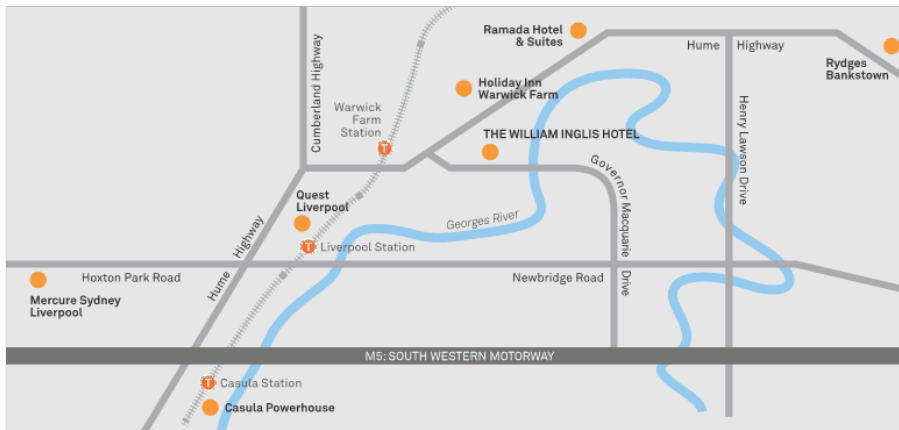 Ramada Hotel
& Suites
Hume Highway
Rydges
Bankstown
Cumberland Highway
Holiday Inn
Warwick Farm
Warwick
Farm
Station
T
THE WILLIAM INGLIS HOTEL
Henry Lawson Drive
Governor Macquarie Drive
Quest
Liverpool
Georges River
T Liverpool Station
Hume Highway
Hoxton Park Road
Newbridge Road
Mercure Sydney
Liverpool
M5: SOUTH WESTERN MOTORWAY
T Casula Station
Casula Powerhouse